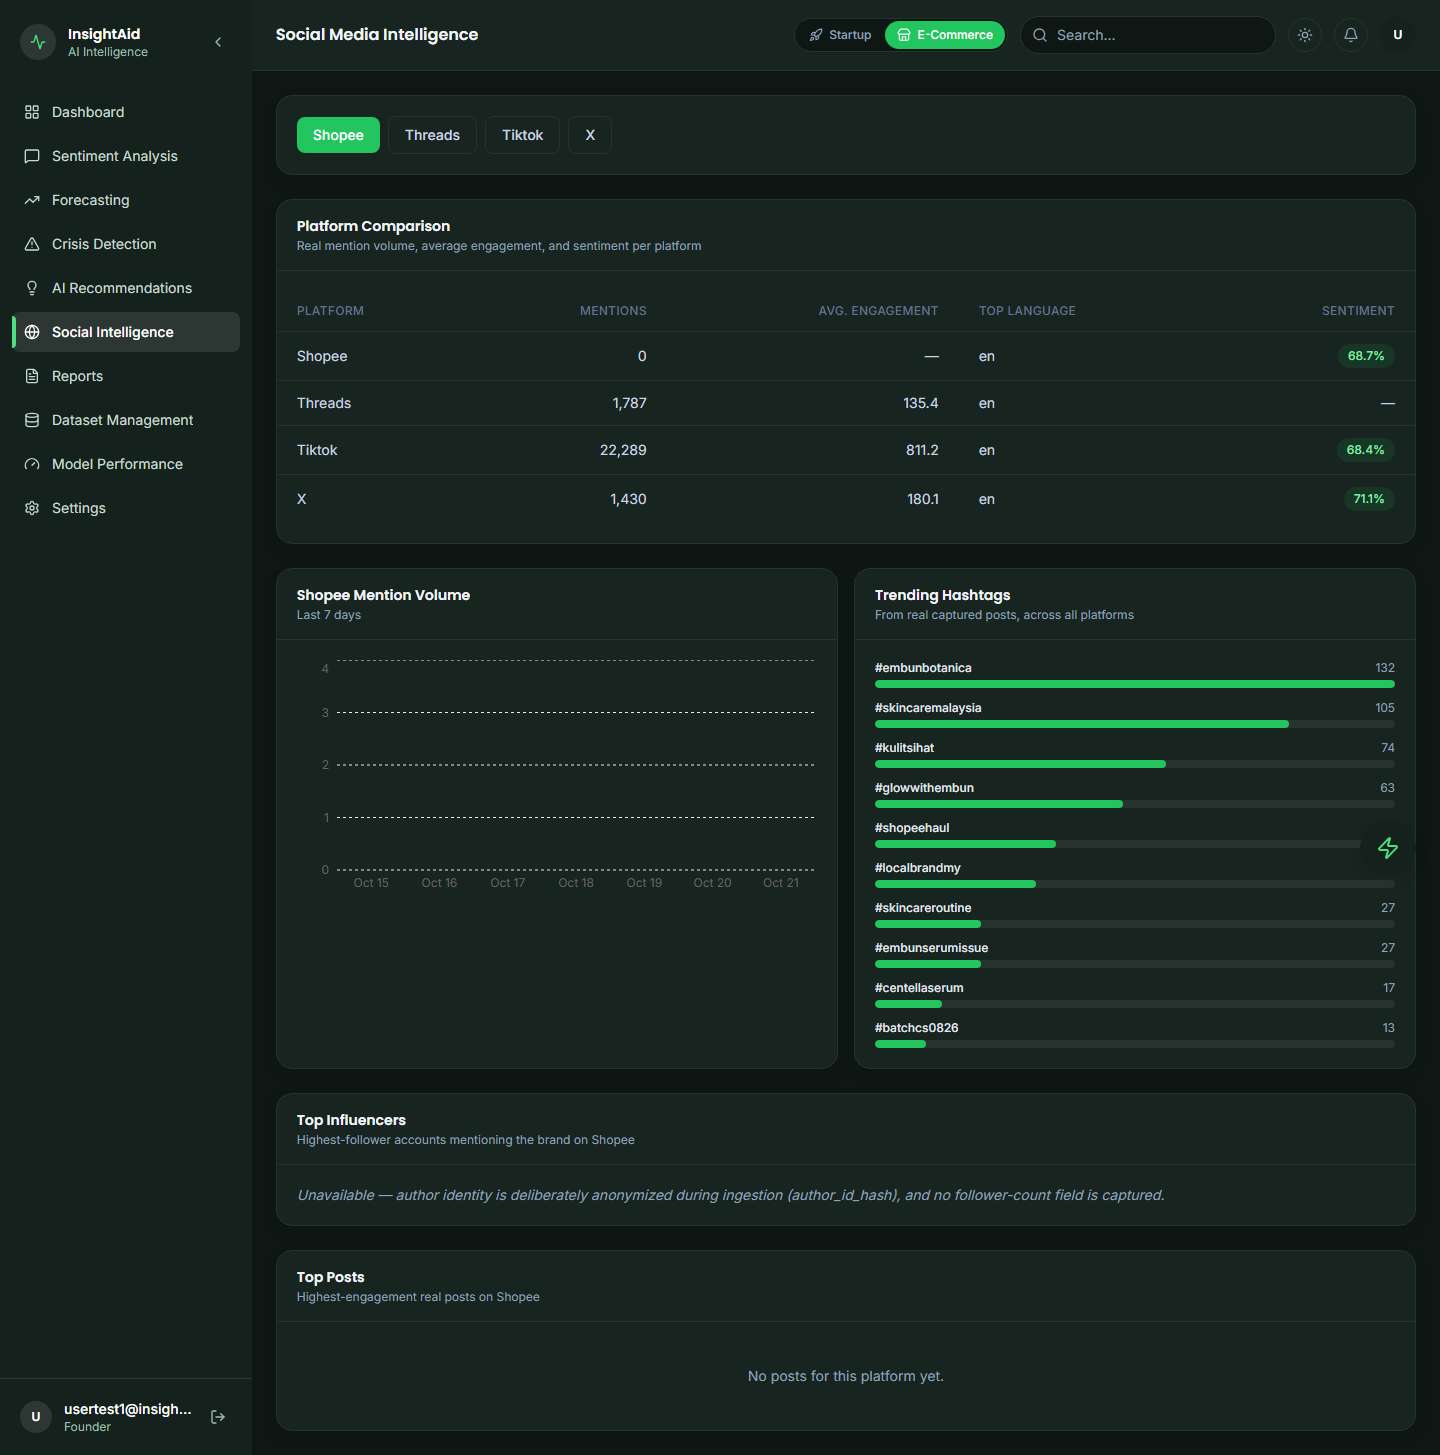 InsightAid
AI Intelligence
Dashboard
Sentiment Analysis
Forecasting
Crisis Detection
AI Recommendations
Social Intelligence
Reports
Dataset Management
Model Performance
Settings
usertest1@insigh...
U
Founder
Social Media Intelligence
Startup
E-Commerce
Search...
U
Shopee
Threads
Tiktok
X
Platform Comparison
Real mention volume, average engagement, and sentiment per platform
PLATFORM MENTIONS AVG. ENGAGEMENT TOP LANGUAGE SENTIMENT
Shopee 0 — en 68.7%
Threads 1,787 135.4 en —
Tiktok 22,289 811.2 en 68.4%
X 1,430 180.1 en 71.1%
Shopee Mention Volume
Last 7 days
4
3
2
1
0
Oct 15 Oct 16 Oct 17 Oct 18 Oct 19 Oct 20 Oct 21
Trending Hashtags
From real captured posts, across all platforms
#embunbotanica 132
#skincaremalaysia 105
#kulitsihat 74
#glowwithembun 63
#shopeehaul
#localbrandmy
#skincareroutine 27
#embunserumissue 27
#centellaserum 17
#batchcs0826 13
Top Influencers
Highest-follower accounts mentioning the brand on Shopee
Unavailable — author identity is deliberately anonymized during ingestion (author_id_hash), and no follower-count field is captured.
Top Posts
Highest-engagement real posts on Shopee
No posts for this platform yet.